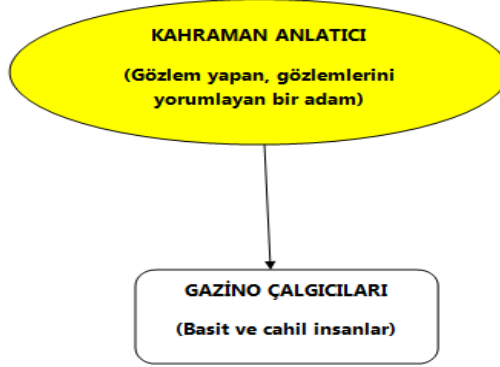 KAHRAMAN ANLATICI
(Gözlem yapan, gözlemlerini
yorumlayan bir adam)
GAZİNO ÇALGICILARI
(Basit ve cahil insanlar)